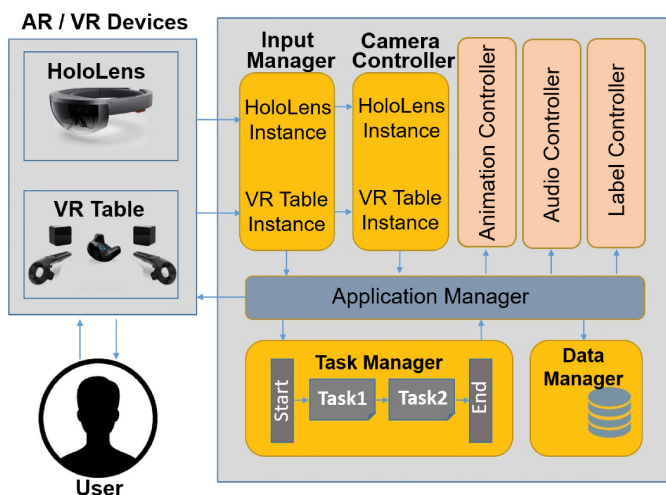 AR / VR Devices
HoloLens
VR Table
User
Input
Manager
HoloLens
Instance
VR Table
Instance
Camera
Controller
HoloLens
Instance
VR Table
Instance
Animation Controller
Audio Controller
Label Controller
Application Manager
Task Manager
Start
Task1
Task2
End
Data
Manager